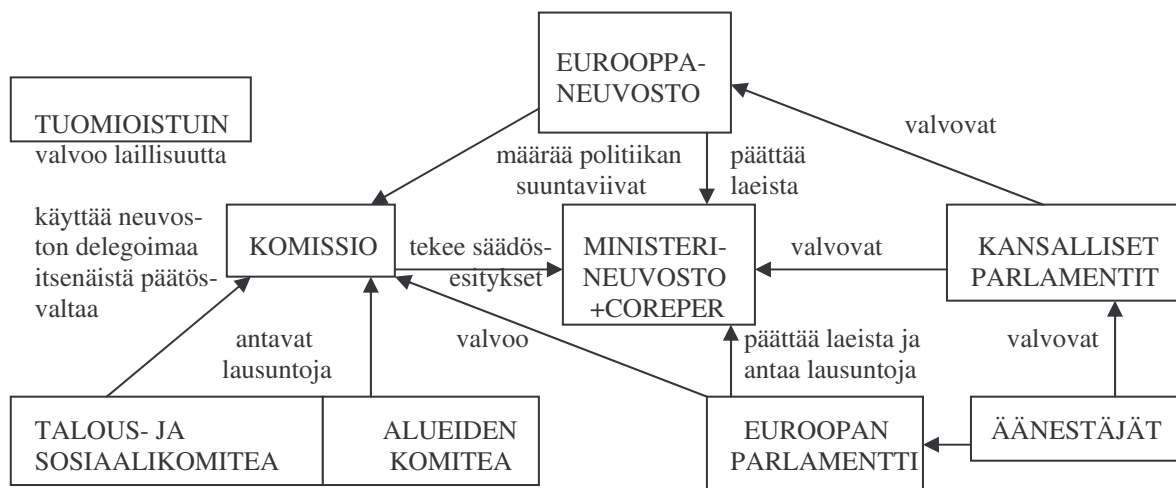 EUROOPPA-
NEUVOSTO
TUOMIOISTUIN
valvoo laillisuutta
valvovat
määrää politiikan
suuntaviivat
päättää
laeista
käyttää neuvos-
ton delegoimaa
itsenäistä päätös-
valtaa
KOMISSIO
tekee säädös-
esitykset
MINISTERI-
NEUVOSTO
+COREPER
valvovat
KANSALLISET
PARLAMENTIT
antavat
lausuntoja
valvoo
päättää laeista ja
antaa lausuntoja
valvovat
TALOUS- JA
SOSIAALIKOMITEA
ALUEIDEN
KOMITEA
EUROOPAN
PARLAMENTTI
ÄÄNESTÄJÄT